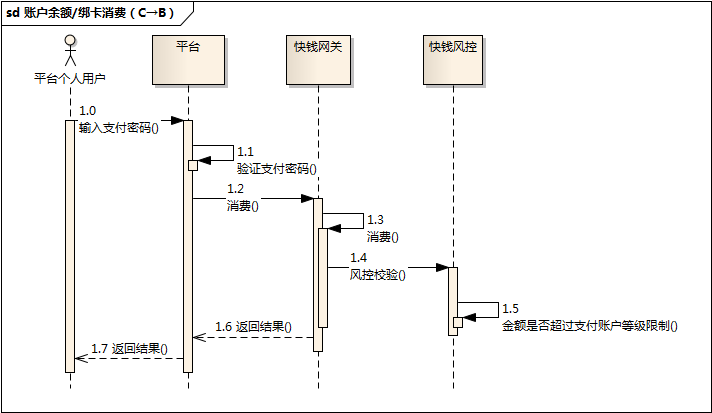 sd 账户余额/绑卡消费（C→B）
平台
快钱网关
快钱风控
平台个人用户
1.0
输入支付密码()
1.1
验证支付密码()
1.2
消费()
1.3
消费()
1.4
风控校验()
1.5
金额是否超过支付账户等级限制()
1.6 返回结果()
1.7 返回结果()